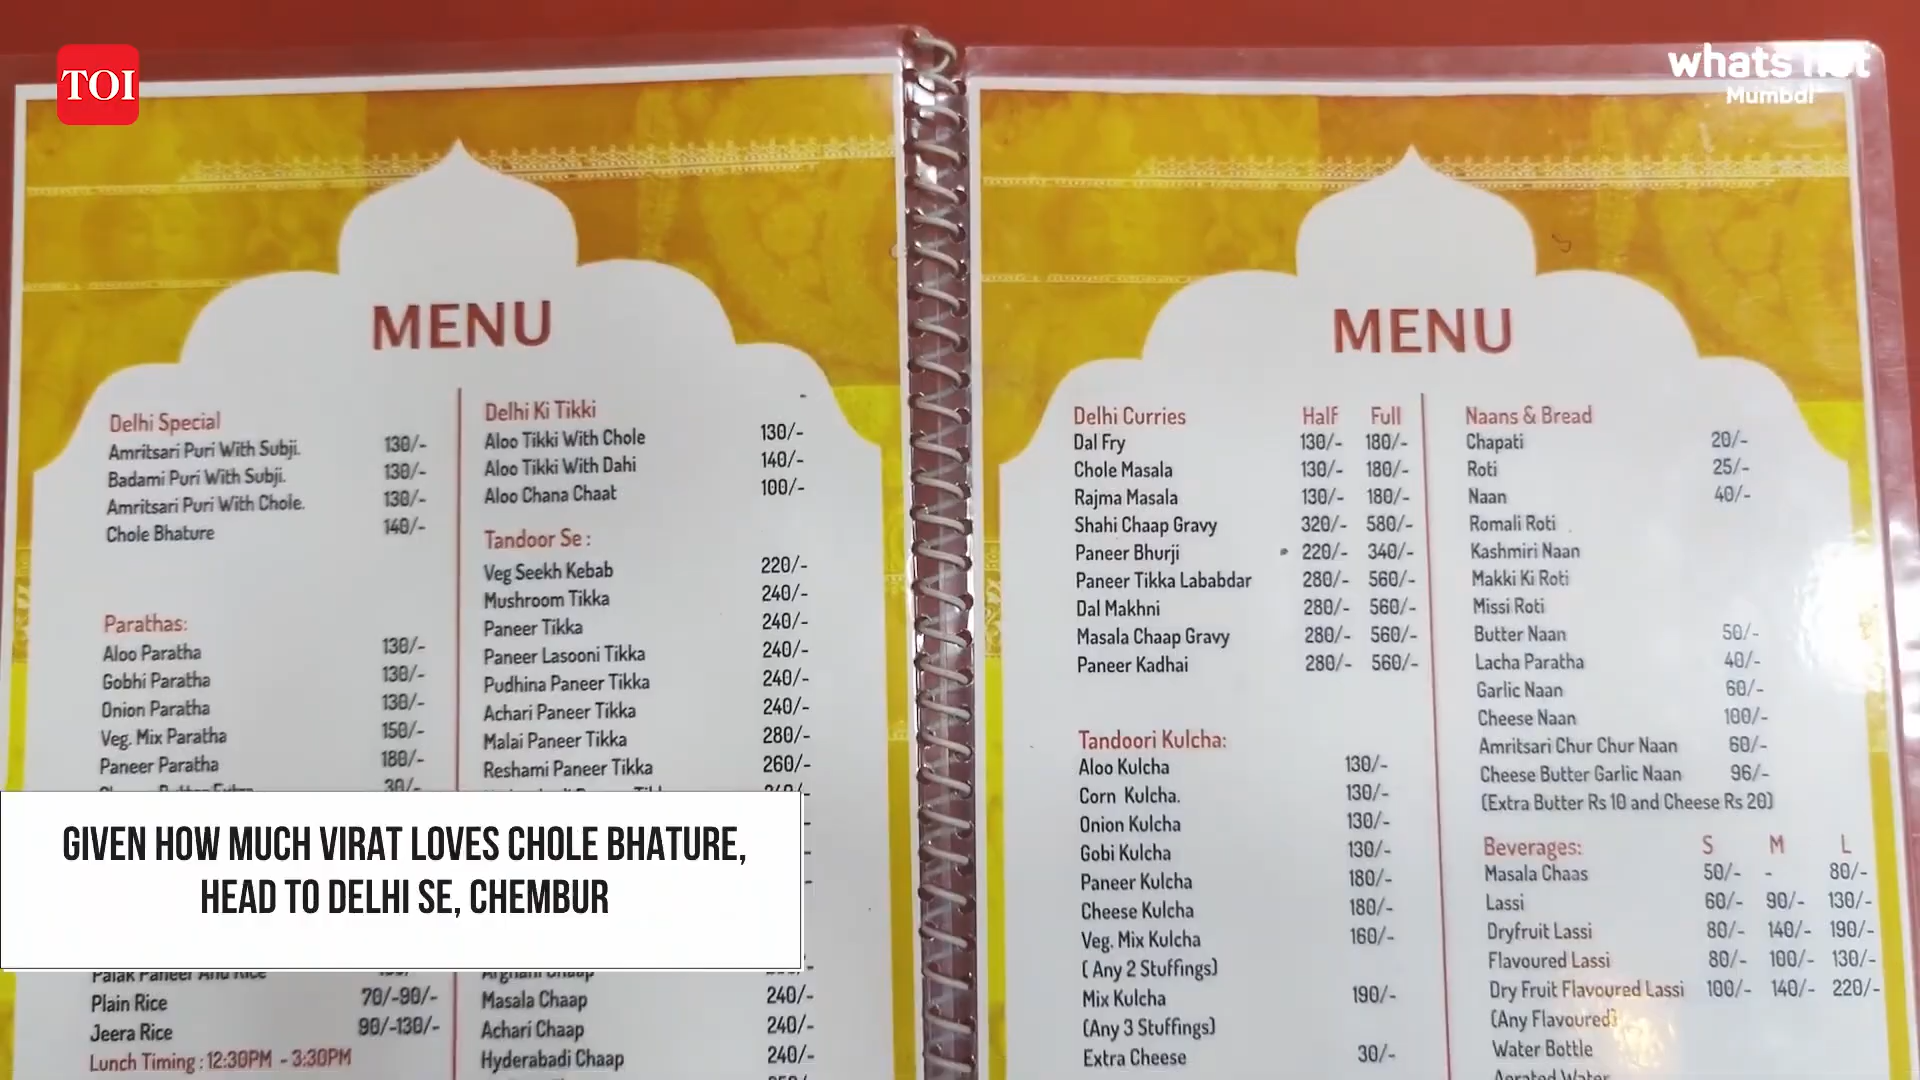 TOI
whats hot
Mumbai
MENU
Delhi Special
Amritsari Puri With Subji. 130/-
Badami Puri With Subji. 130/-
Amritsari Puri With Chole. 130/-
Chole Bhature 140/-
Parathas:
Aloo Paratha 130/-
Gobhi Paratha 130/-
Onion Paratha 130/-
Veg. Mix Paratha 150/-
Paneer Paratha 180/-
30/-
GIVEN HOW MUCH VIRAT LOVES CHOLE BHATURE,
HEAD TO DELHI SE, CHEMBUR
Palak Paneer And Rice
Plain Rice 70/-90/-
Jeera Rice 90/-130/-
Lunch Timing : 12:30PM - 3:30PM
Delhi Ki Tikki
Aloo Tikki With Chole 130/-
Aloo Tikki With Dahi 140/-
Aloo Chana Chaat 100/-
Tandoor Se :
Veg Seekh Kebab 220/-
Mushroom Tikka 240/-
Paneer Tikka 240/-
Paneer Lasooni Tikka 240/-
Pudhina Paneer Tikka 240/-
Achari Paneer Tikka 240/-
Malai Paneer Tikka 280/-
Reshami Paneer Tikka 260/-
Afghani Chaap
Masala Chaap 240/-
Achari Chaap 240/-
Hyderabadi Chaap 240/-
MENU
Delhi Curries Half Full
Dal Fry 130/- 180/-
Chole Masala 130/- 180/-
Rajma Masala 130/- 180/-
Shahi Chaap Gravy 320/- 580/-
Paneer Bhurji 220/- 340/-
Paneer Tikka Lababdar 280/- 560/-
Dal Makhni 280/- 560/-
Masala Chaap Gravy 280/- 560/-
Paneer Kadhai 280/- 560/-
Tandoori Kulcha:
Aloo Kulcha 130/-
Corn Kulcha. 130/-
Onion Kulcha 130/-
Gobi Kulcha 130/-
Paneer Kulcha 180/-
Cheese Kulcha 180/-
Veg. Mix Kulcha 160/-
( Any 2 Stuffings)
Mix Kulcha 190/-
(Any 3 Stuffings)
Extra Cheese 30/-
Naans & Bread
Chapati 20/-
Roti 25/-
Naan 40/-
Romali Roti
Kashmiri Naan
Makki Ki Roti
Missi Roti
Butter Naan 50/-
Lacha Paratha 40/-
Garlic Naan 60/-
Cheese Naan 100/-
Amritsari Chur Chur Naan 60/-
Cheese Butter Garlic Naan 96/-
(Extra Butter Rs 10 and Cheese Rs 20)
Beverages: S M L
Masala Chaas 50/- - 80/-
Lassi 60/- 90/- 130/-
Dryfruit Lassi 80/- 140/- 190/-
Flavoured Lassi 80/- 100/- 130/-
Dry Fruit Flavoured Lassi 100/- 140/- 220/-
(Any Flavoured)
Water Bottle
Aerated Water